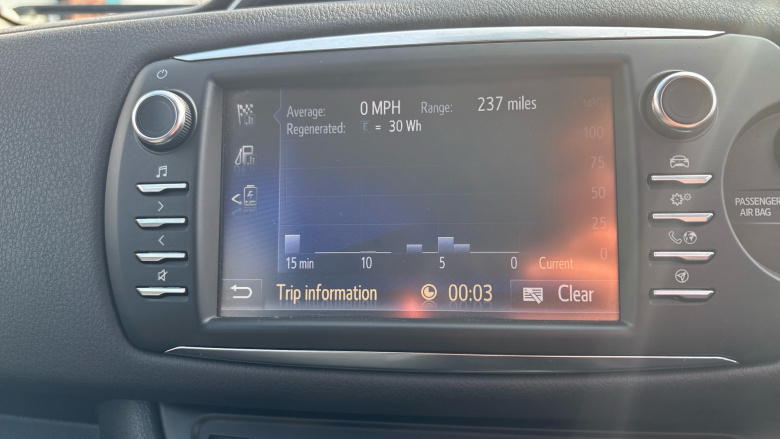 Average: 0 MPH Range: 237 miles
Regenerated: E = 30 Wh
MPG
100
75
50
25
0
15 min 10 5 0 Current
Trip information 00:03 Clear
PASSENGER
AIR BAG